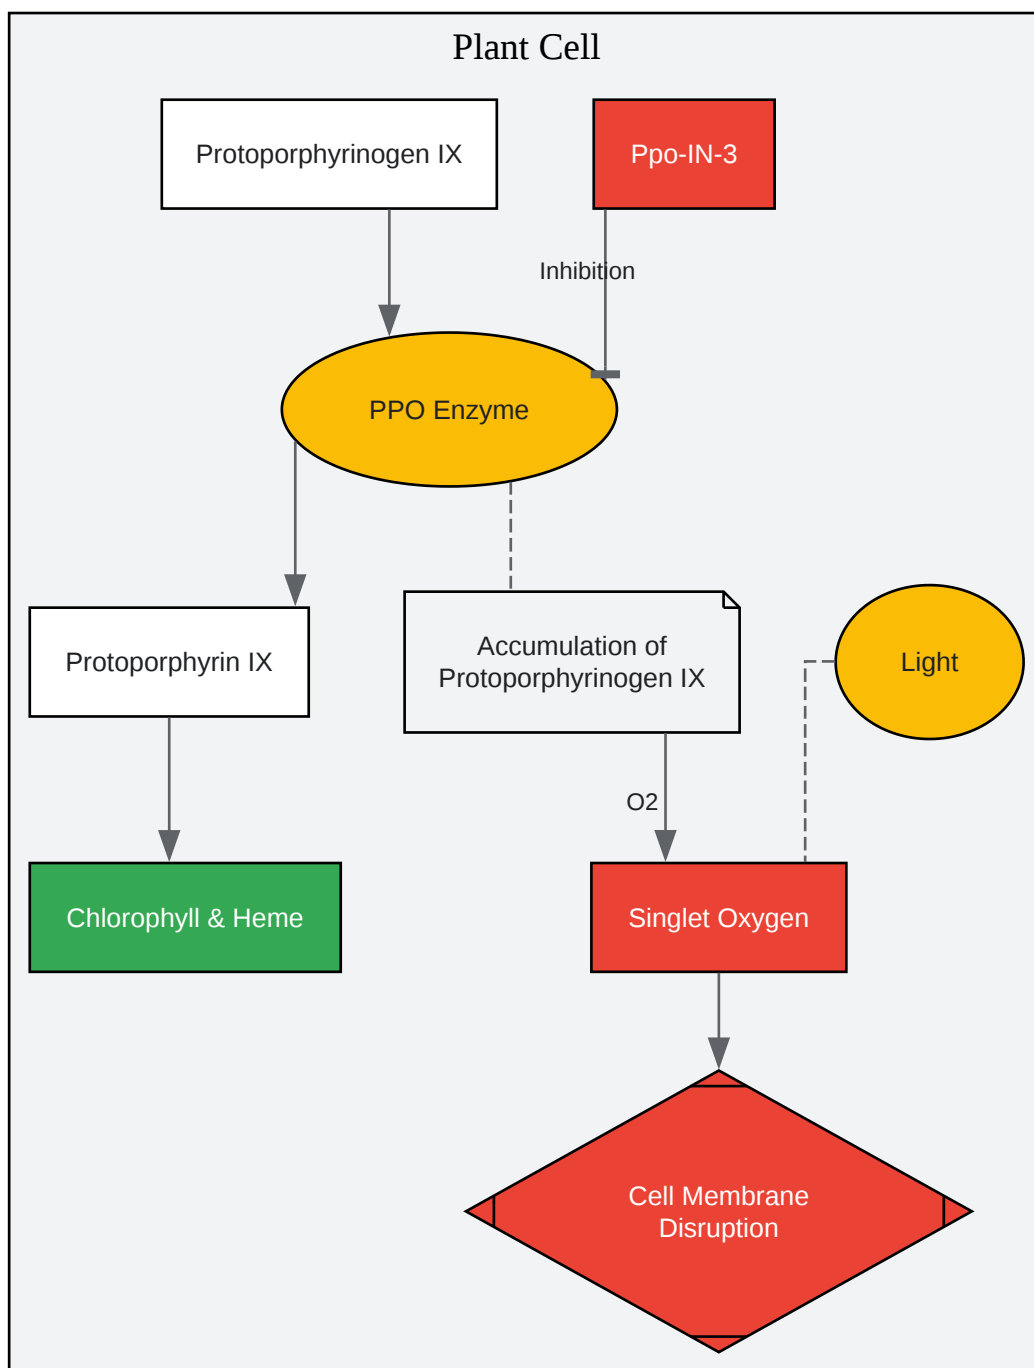 Plant Cell
Protoporphyrinogen IX
Ppo-IN-3
Inhibition
PPO Enzyme
Protoporphyrin IX
Accumulation of
Protoporphyrinogen IX
Light
O2
Chlorophyll & Heme
Singlet Oxygen
Cell Membrane
Disruption